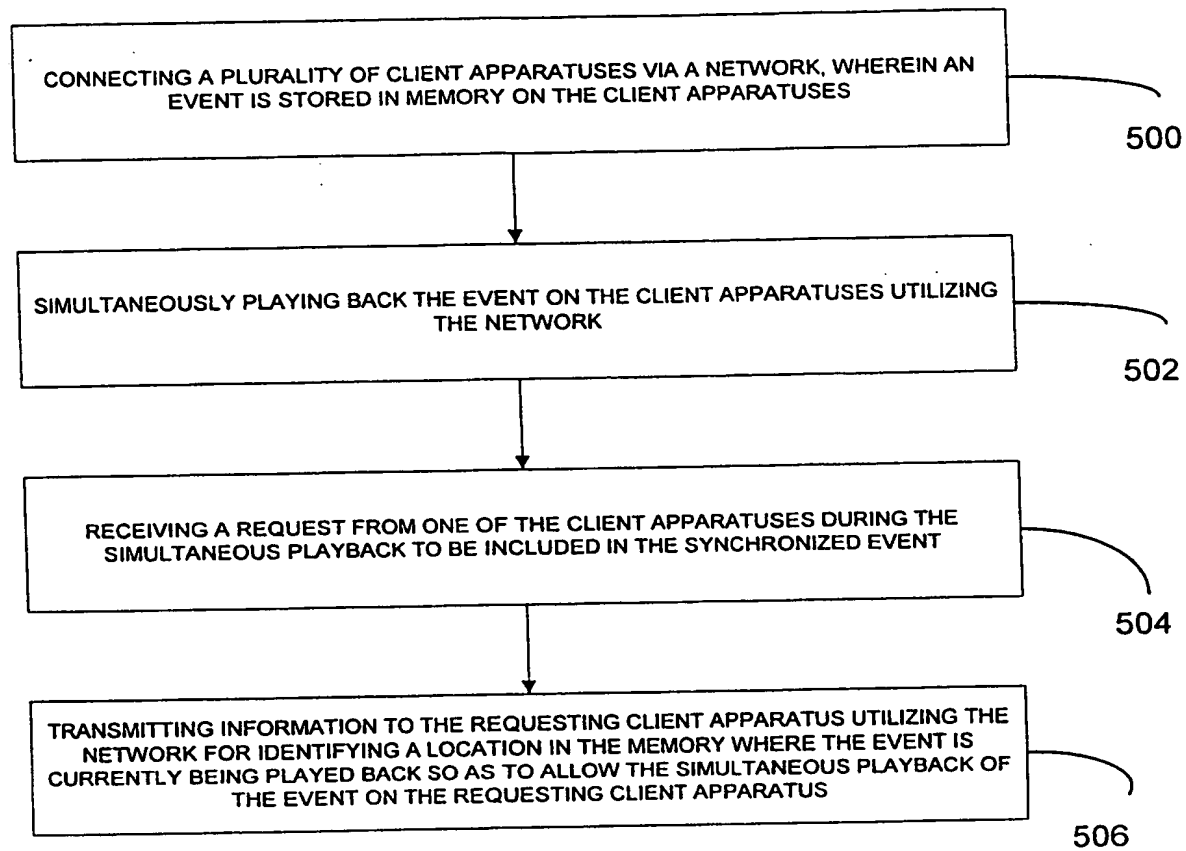 CONNECTING A PLURALITY OF CLIENT APPARATUSES VIA A NETWORK, WHEREIN AN
EVENT IS STORED IN MEMORY ON THE CLIENT APPARATUSES
500
SIMULTANEOUSLY PLAYING BACK THE EVENT ON THE CLIENT APPARATUSES UTILIZING
THE NETWORK
502
RECEIVING A REQUEST FROM ONE OF THE CLIENT APPARATUSES DURING THE
SIMULTANEOUS PLAYBACK TO BE INCLUDED IN THE SYNCHRONIZED EVENT
504
TRANSMITTING INFORMATION TO THE REQUESTING CLIENT APPARATUS UTILIZING THE
NETWORK FOR IDENTIFYING A LOCATION IN THE MEMORY WHERE THE EVENT IS
CURRENTLY BEING PLAYED BACK SO AS TO ALLOW THE SIMULTANEOUS PLAYBACK OF
THE EVENT ON THE REQUESTING CLIENT APPARATUS
506